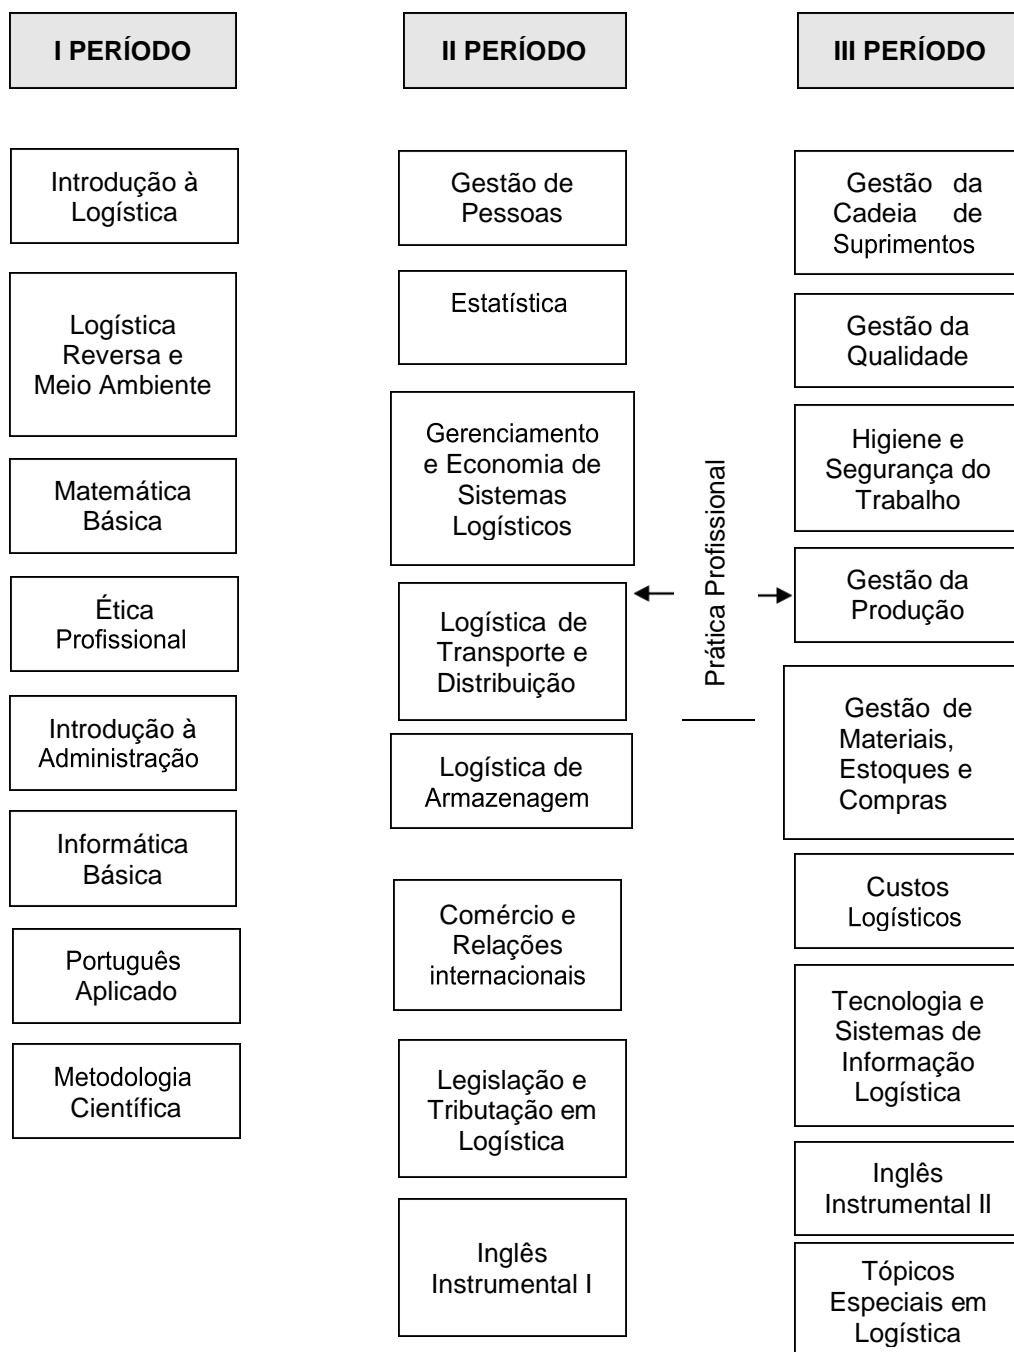 I PERÍODO
Introdução à
Logística
Logística
Reversa e
Meio Ambiente
Matemática
Básica
Ética
Profissional
Introdução à
Administração
Informática
Básica
Português
Aplicado
Metodologia
Científica
II PERÍODO
Gestão de
Pessoas
Estatística
Gerenciamento
e Economia de
Sistemas
Logísticos
Logística de
Transporte e
Distribuição
Logística de
Armazenagem
Comércio e
Relações
internacionais
Legislação e
Tributação em
Logística
Inglês
Instrumental I
Prática Profissional
III PERÍODO
Gestão da
Cadeia de
Suprimentos
Gestão da
Qualidade
Higiene e
Segurança do
Trabalho
Gestão da
Produção
Gestão de
Materiais,
Estoques e
Compras
Custos
Logísticos
Tecnologia e
Sistemas de
Informação
Logística
Inglês
Instrumental II
Tópicos
Especiais em
Logística